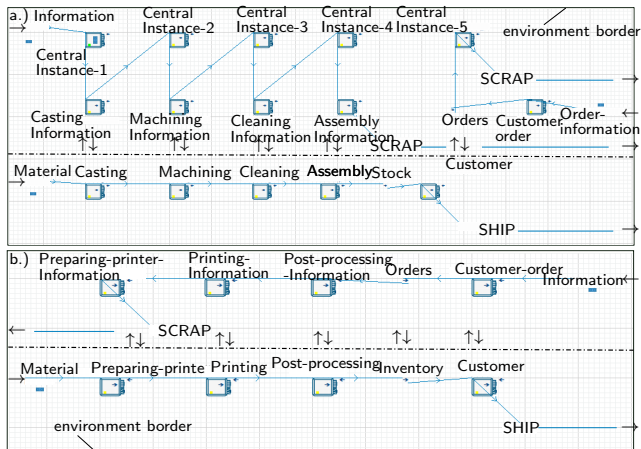 a.)
Information
Central
Instance-2
Central
Instance-3
Central
Instance-4
Central
Instance-5
environment border
Central
Instance-1
SCRAP
Casting
Information
Machining
Information
Cleaning
Information
Assembly
Information
Orders
Customer
order
Order-
information
SCRAP
Customer
Material
Casting
Machining
Cleaning
Assembly
Stock
SHIP
b.)
Preparing-printer-
Information
Printing-
Information
Post-processing
-Information
Orders
Customer-order
Information
SCRAP
Material
Preparing-printe
Printing
Post-processing
Inventory
Customer
environment border
SHIP